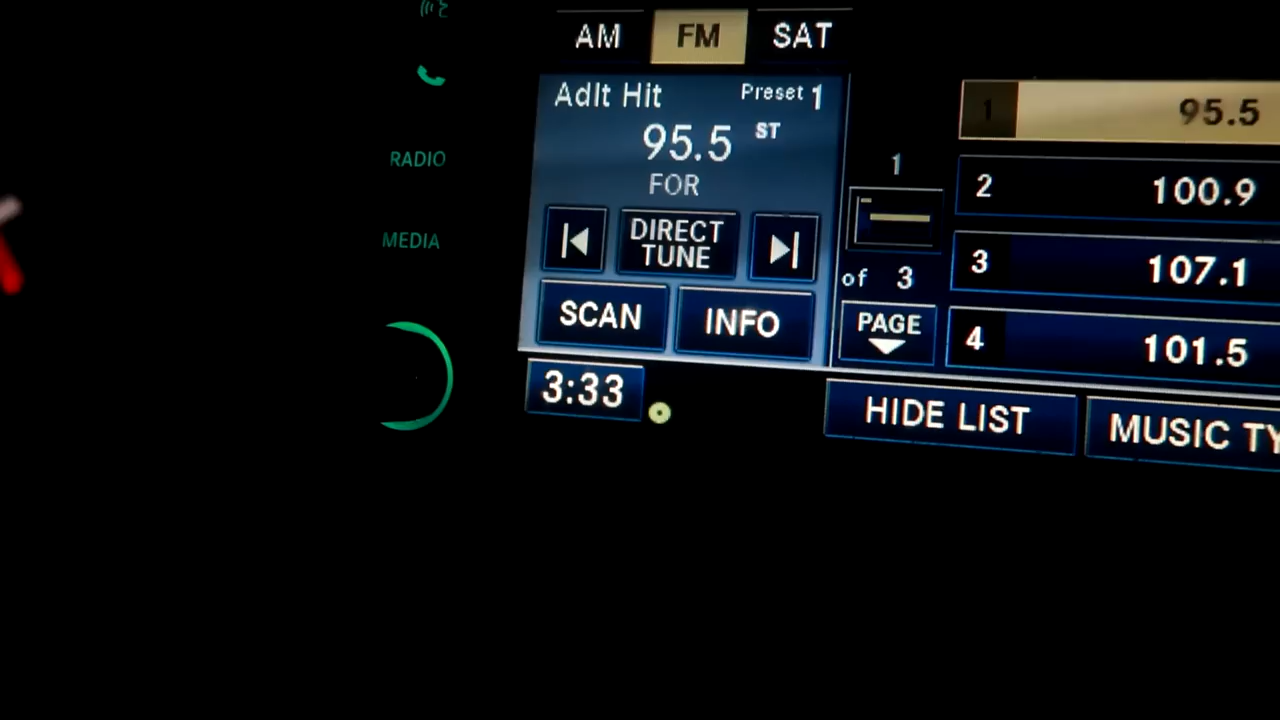 AM FM SAT
Adlt Hit Preset 1
95.5 ST
FOR
DIRECT
TUNE
SCAN INFO
3:33
RADIO
MEDIA
1
of 3
PAGE
1 95.5
2 100.9
3 107.1
4 101.5
HIDE LIST
MUSIC TY